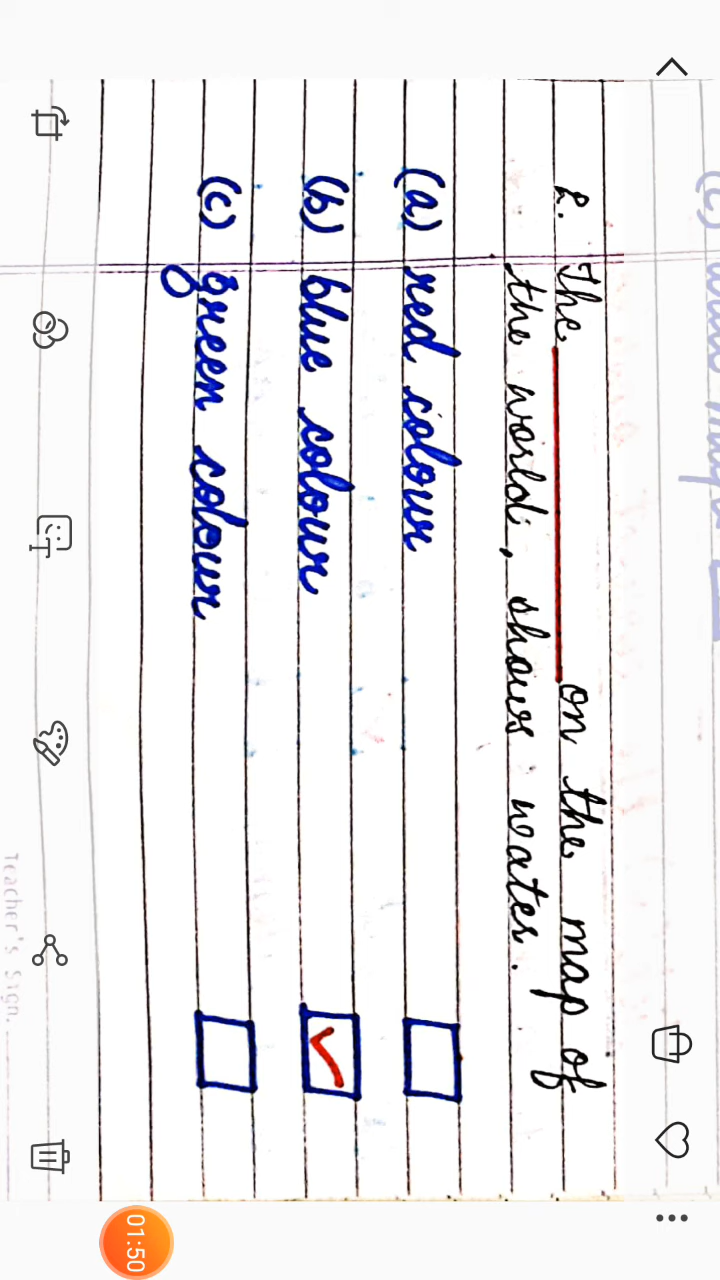 2. The ________ on the map of
the world, shows water.
(a) red colour
(b) blue colour
(c) green colour
Teacher's Sign.
01:50